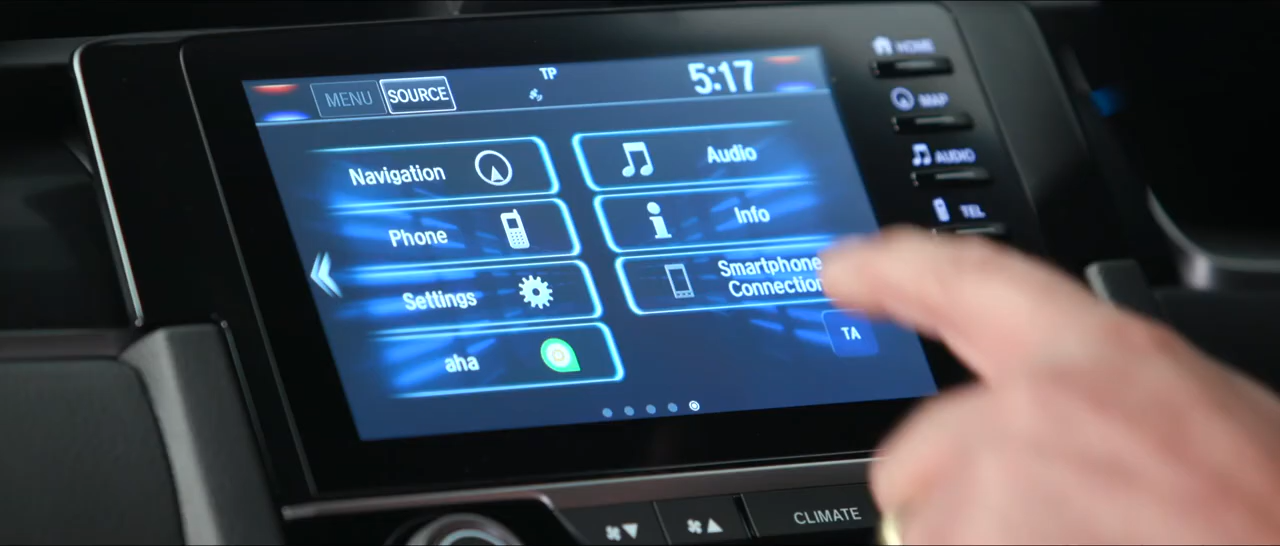 MENU
SOURCE
TP
5:17
Navigation
Audio
Phone
Info
Settings
Smartphone
Connection
aha
TA
HOME
MAP
AUDIO
TEL
CLIMATE